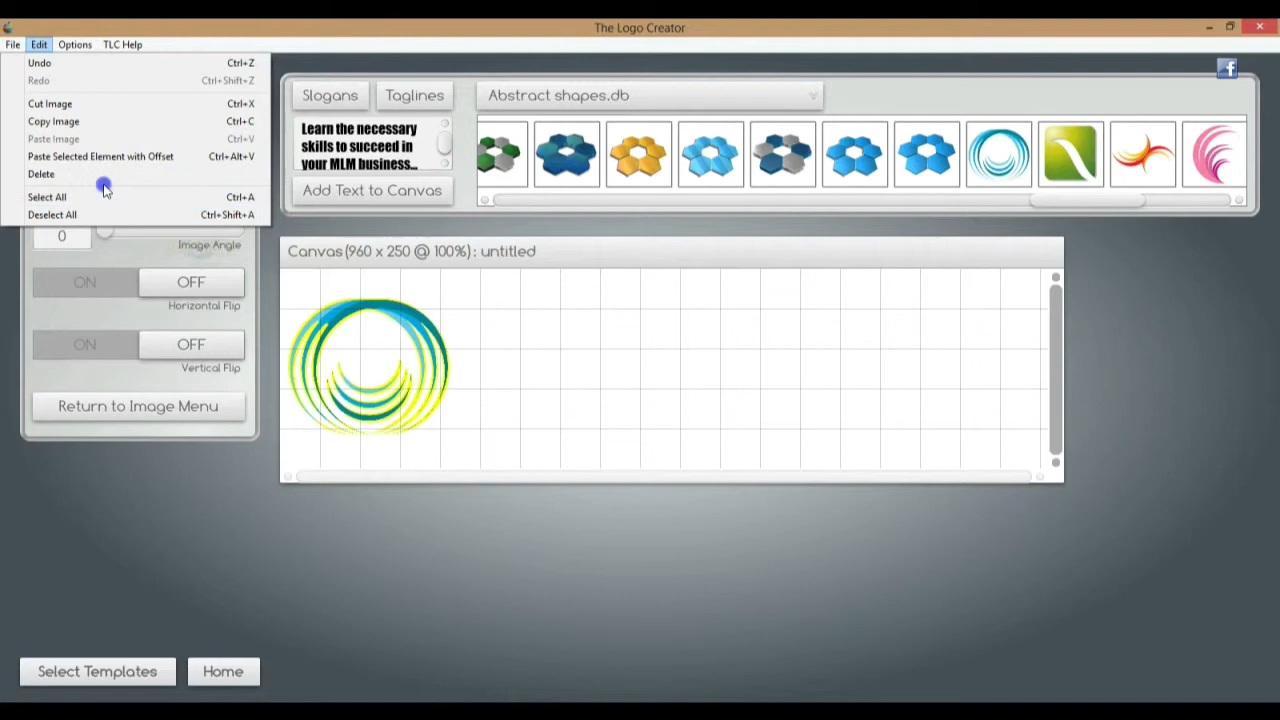 The Logo Creator
File Edit Options TLC Help
Undo Ctrl+Z
Redo Ctrl+Shift+Z
Cut Image Ctrl+X
Copy Image Ctrl+C
Paste Image Ctrl+V
Paste Selected Element with Offset Ctrl+Alt+V
Delete
Select All Ctrl+A
Deselect All Ctrl+Shift+A
0
Image Angle
ON OFF
Horizontal Flip
ON OFF
Vertical Flip
Return to Image Menu
Slogans Taglines
Learn the necessary
skills to succeed in
your MLM business...
Add Text to Canvas
Abstract shapes.db
f
Canvas (960 x 250 @ 100%) : untitled
Select Templates Home